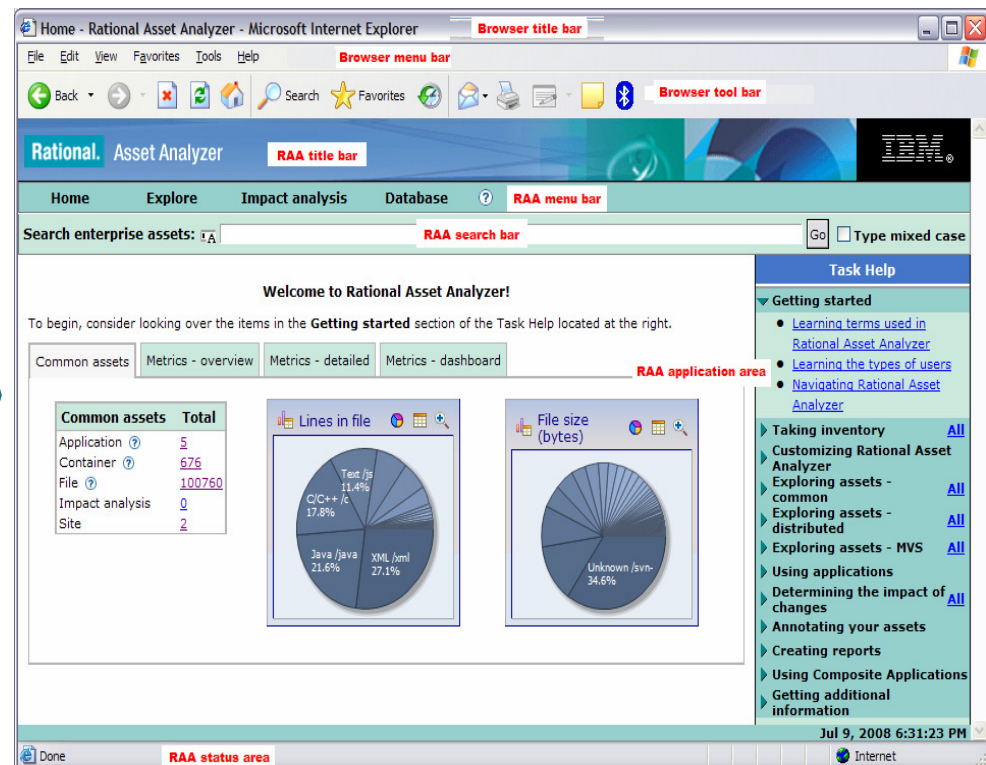 Home - Rational Asset Analyzer - Microsoft Internet Explorer Browser title bar
File Edit View Favorites Tools Help Browser menu bar
Back Search Favorites Browser tool bar
Rational. Asset Analyzer RAA title bar IBM®
Home Explore Impact analysis Database ? RAA menu bar
Search enterprise assets: A RAA search bar Go Type mixed case
Task Help
Welcome to Rational Asset Analyzer!
To begin, consider looking over the items in the Getting started section of the Task Help located at the right.
Common assets Metrics - overview Metrics - detailed Metrics - dashboard
RAA application area
Common assets Total
Application ? 5
Container ? 676
File ? 100760
Impact analysis 0
Site 2
Lines in file
Text /js
11.4%
C/C++ /c
17.8%
Java /java
21.6%
XML /xml
27.1%
File size
(bytes)
Unknown /svn-
34.6%
Getting started
• Learning terms used in
Rational Asset Analyzer
• Learning the types of users
• Navigating Rational Asset
Analyzer
Taking inventory All
Customizing Rational Asset
Analyzer
Exploring assets -
common All
Exploring assets -
distributed All
Exploring assets - MVS All
Using applications
Determining the impact of
changes All
Annotating your assets
Creating reports
Using Composite Applications
Getting additional
information
Jul 9, 2008 6:31:23 PM
Done RAA status area Internet